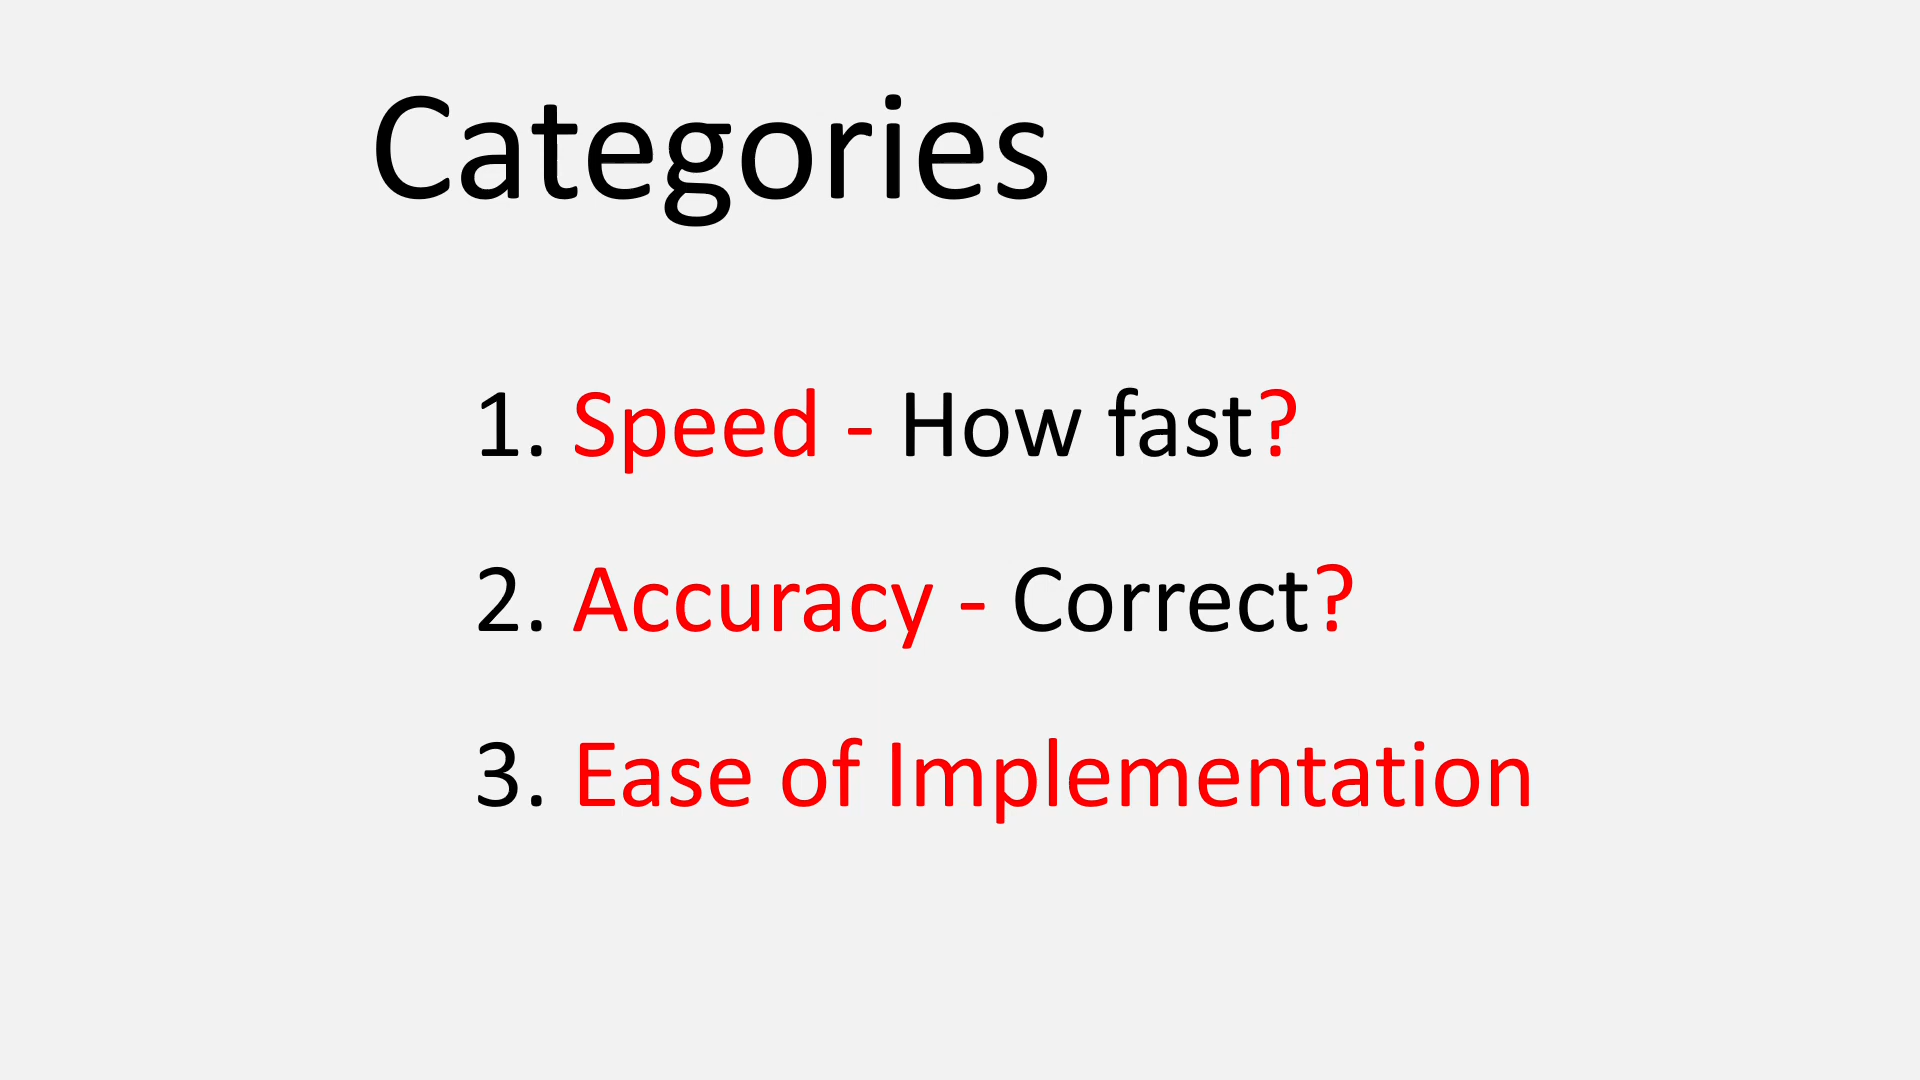 Categories
1. Speed - How fast?
2. Accuracy - Correct?
3. Ease of Implementation